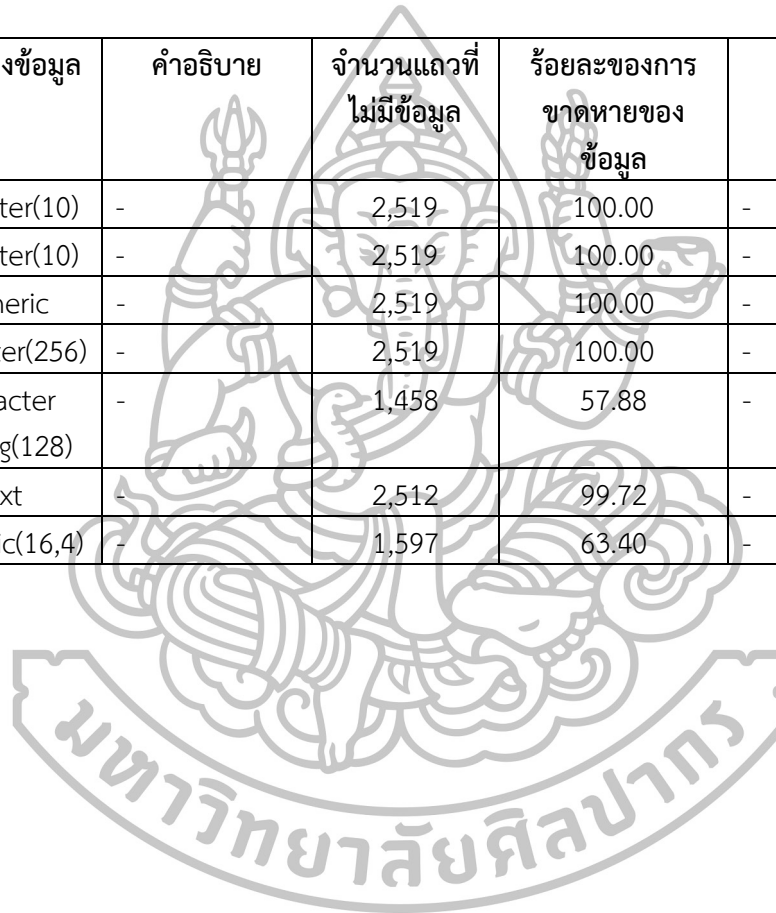 งข้อมูล คำอธิบาย จำนวนแถวที่ ร้อยละของการ
ไม่มีข้อมูล ขาดหายของ
ข้อมูล
ter(10) - 2,519 100.00 -
ter(10) - 2,519 100.00 -
neric - 2,519 100.00 -
ter(256) - 2,519 100.00 -
acter - 1,458 57.88 -
g(128)
xt - 2,512 99.72 -
ic(16,4) - 1,597 63.40 -
มหาวิทยาลัยศิลปากร